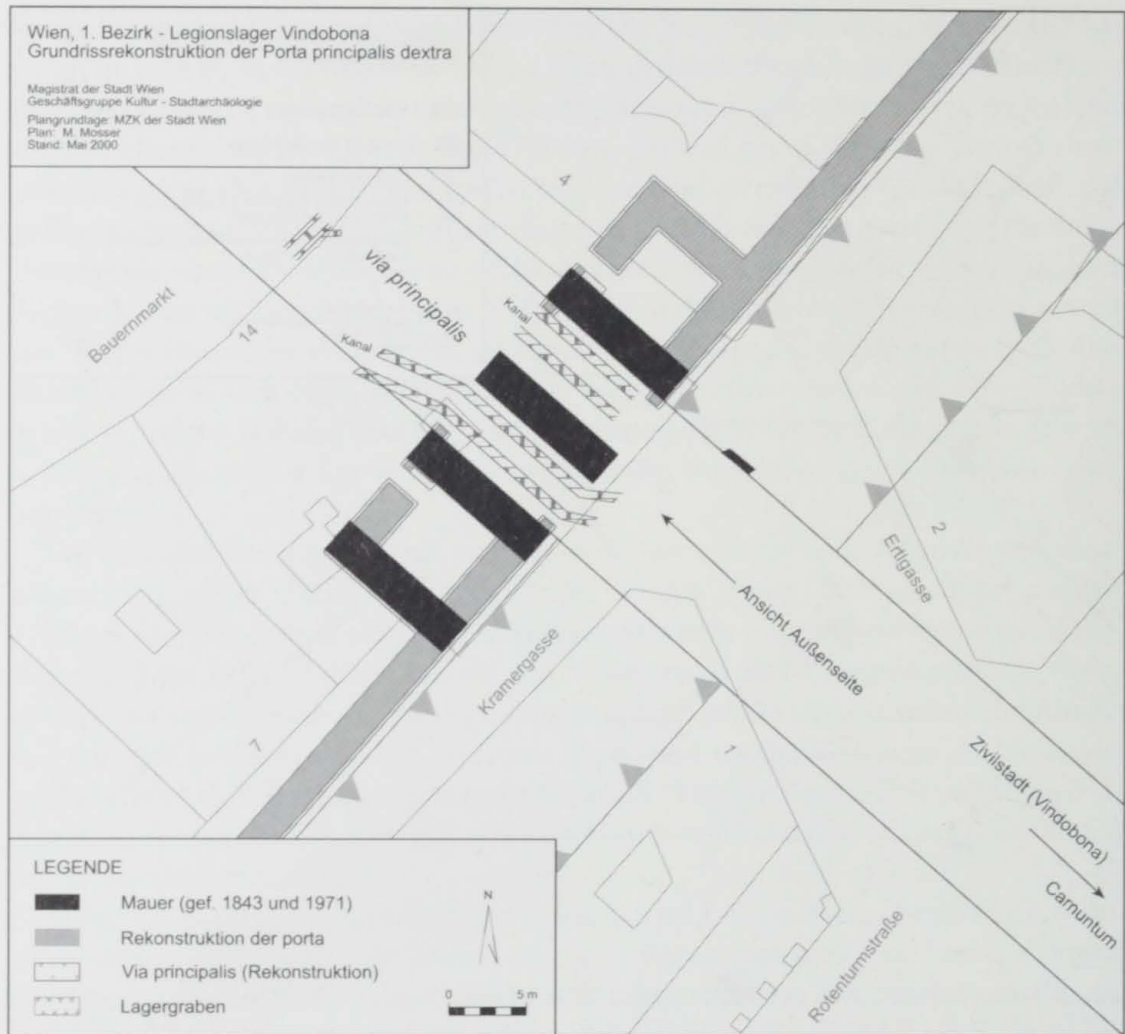 Wien, 1. Bezirk - Legionslager Vindobona
Grundrissrekonstruktion der Porta principalis dextra
Magistrat der Stadt Wien
Geschäftsgruppe Kultur - Stadtarchäologie
Plangrundlage: MZK der Stadt Wien
Plan: M. Mosser
Stand: Mai 2000
4
via principalis
Kanal
Bauernmarkt
14
Kanal
2
Ertlgasse
Ansicht Außenseite
Kramergasse
7
1
Zivilstadt (Vindobona)
Carnuntum
Rotenturmstraße
LEGENDE
Mauer (gef. 1843 und 1971)
Rekonstruktion der porta
Via principalis (Rekonstruktion)
Lagergraben
N
0 5 m